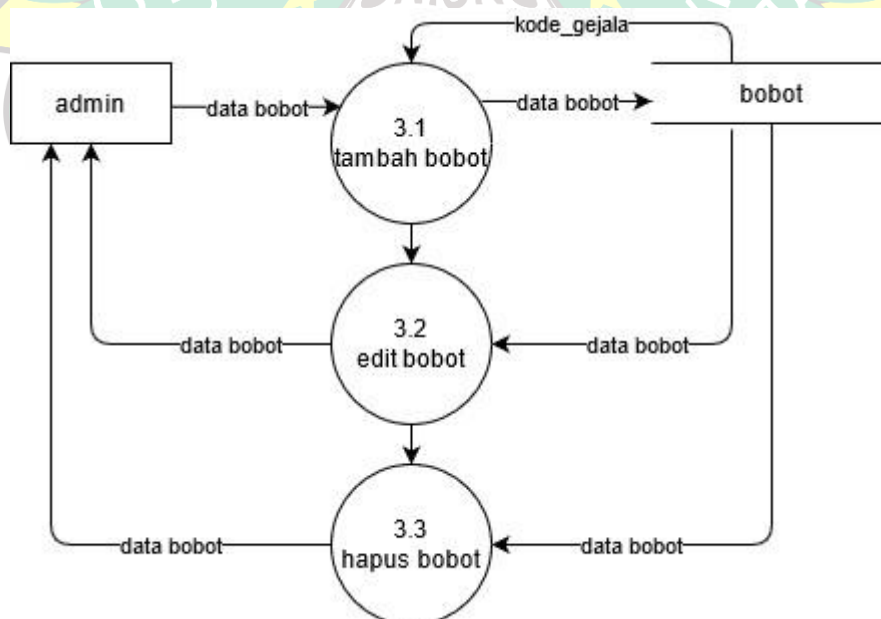 kode_gejala
admin
data bobot
data bobot
bobot
3.1
tambah bobot
3.2
edit bobot
data bobot
data bobot
3.3
hapus bobot
data bobot
data bobot